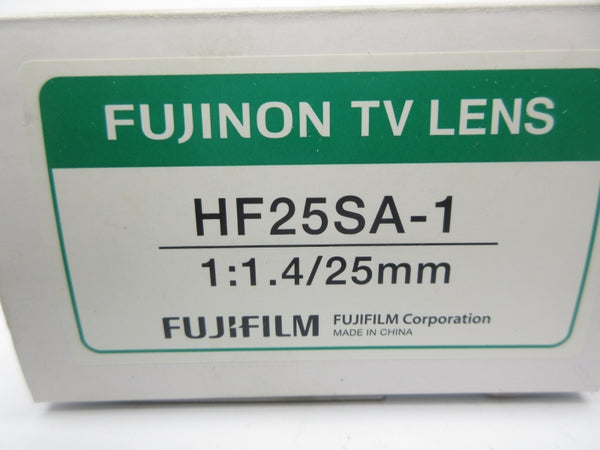 FUJINON TV LENS
HF25SA-1
1:1.4/25mm
FUJIFILM FUJIFILM Corporation
MADE IN CHINA